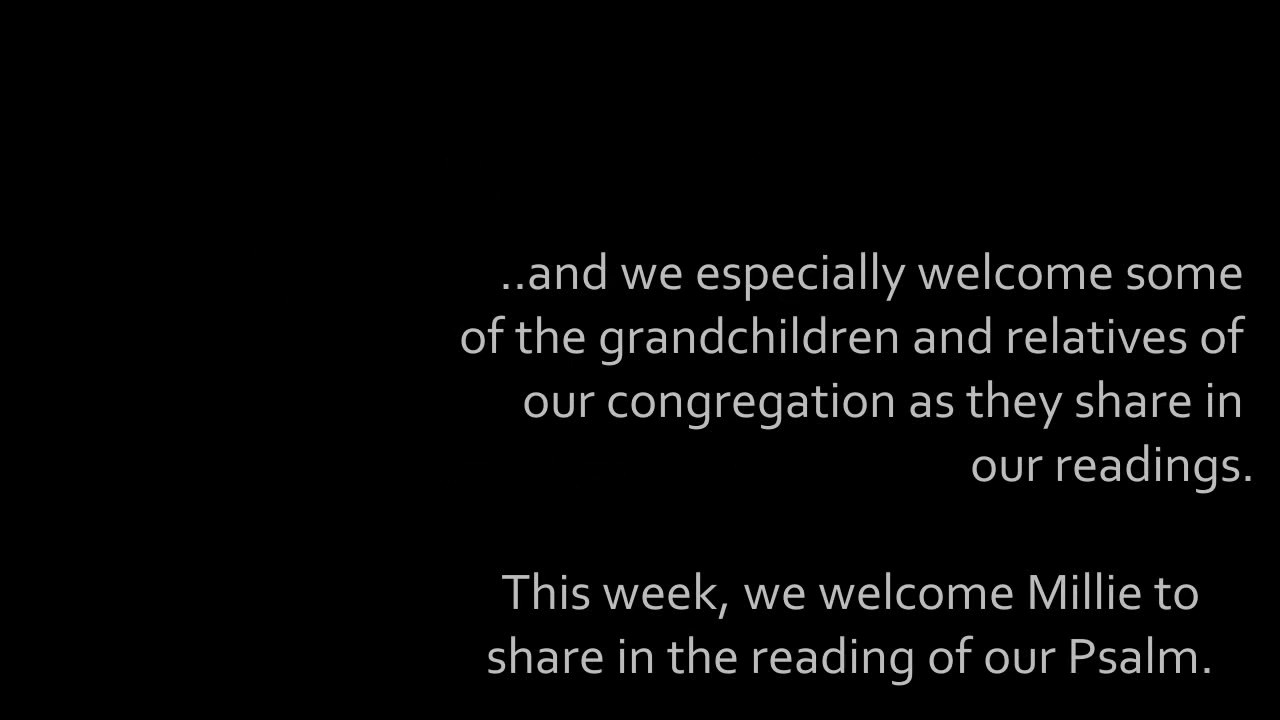 ..and we especially welcome some
of the grandchildren and relatives of
our congregation as they share in
our readings.
This week, we welcome Millie to
share in the reading of our Psalm.